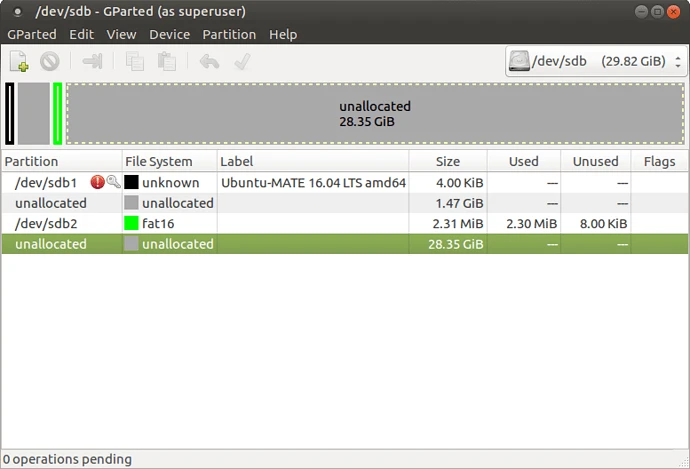 /dev/sdb - GParted (as superuser)
GParted Edit View Device Partition Help
/dev/sdb (29.82 GiB)
unallocated
28.35 GiB
Partition File System Label Size Used Unused Flags
/dev/sdb1 unknown Ubuntu-MATE 16.04 LTS amd64 4.00 KiB --- ---
unallocated unallocated 1.47 GiB --- ---
/dev/sdb2 fat16 2.31 MiB 2.30 MiB 8.00 KiB
unallocated unallocated 28.35 GiB --- ---
0 operations pending